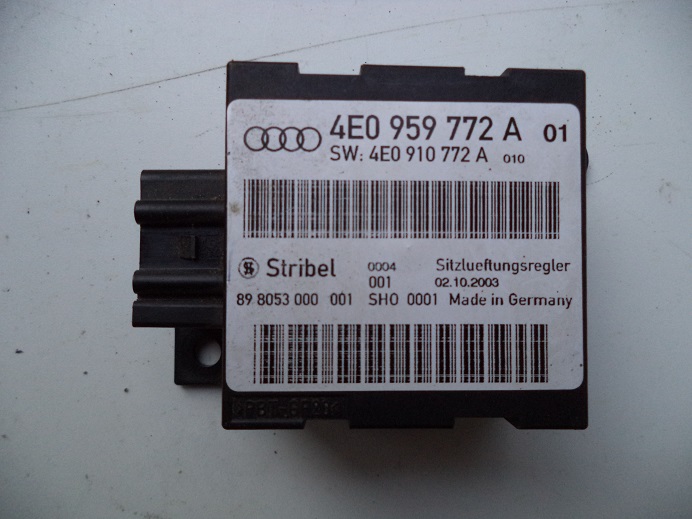 4E0 959 772 A 01
SW: 4E0 910 772 A 010
Stribel 0004 Sitzlueftungsregler
001 02.10.2003
89 8053 000 001 SHO 0001 Made in Germany